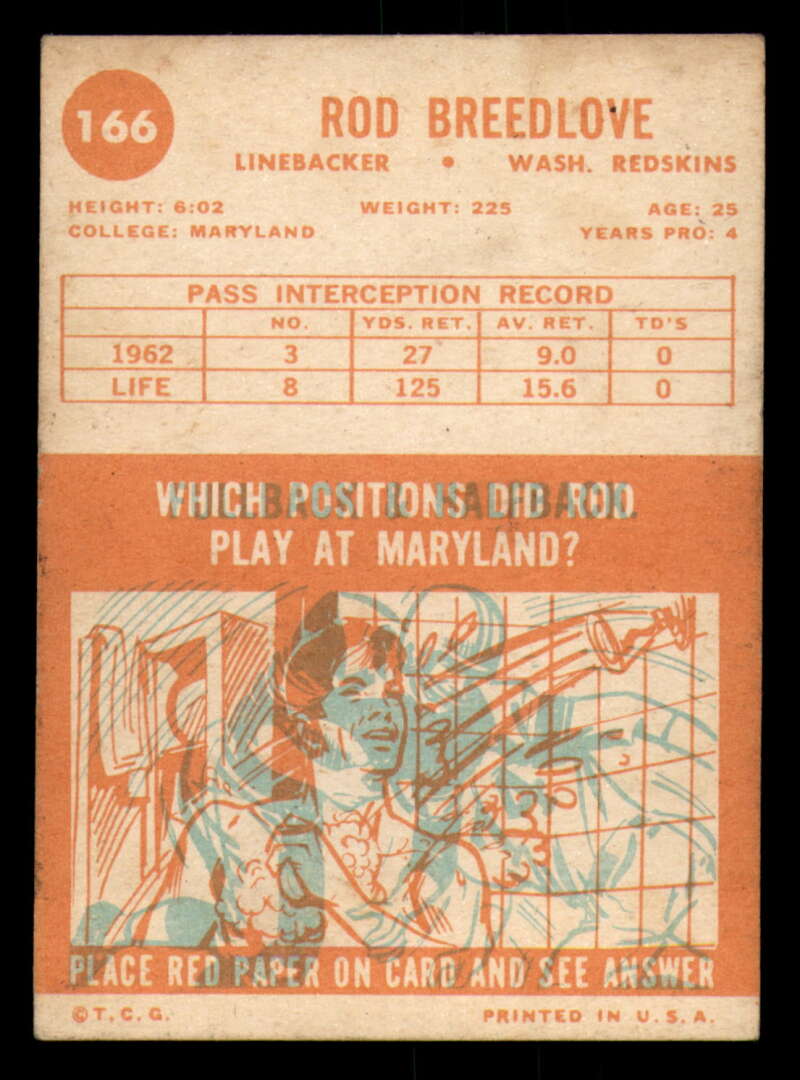 166
ROD BREEDLOVE
LINEBACKER • WASH. REDSKINS
HEIGHT: 6:02 WEIGHT: 225 AGE: 25
COLLEGE: MARYLAND YEARS PRO: 4
PASS INTERCEPTION RECORD
NO. YDS. RET. AV. RET. TD'S
1962 3 27 9.0 0
LIFE 8 125 15.6 0
WHICH POSITIONS DID ROD
FULLBACK & HALFBACK.
PLAY AT MARYLAND?
PLACE RED PAPER ON CARD AND SEE ANSWER
©T.C.G. PRINTED IN U.S.A.